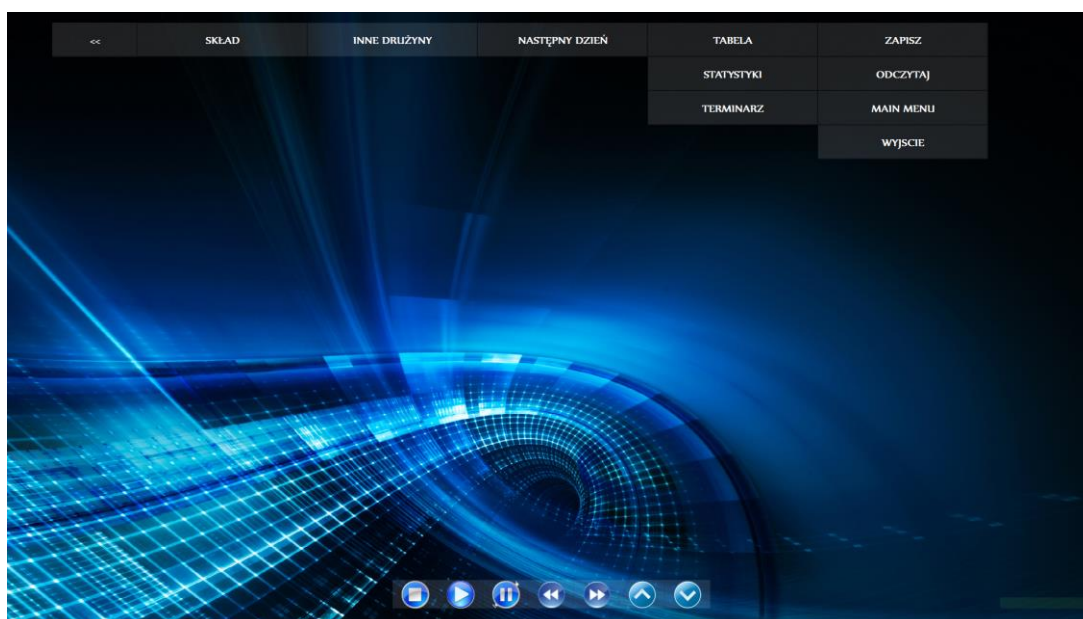 << SKŁAD INNE DRUŻYNY NASTĘPNY DZIEŃ TABELA ZAPISZ
STATYSTYKI ODCZYTAJ
TERMINARZ MAIN MENU
WYJSCIE